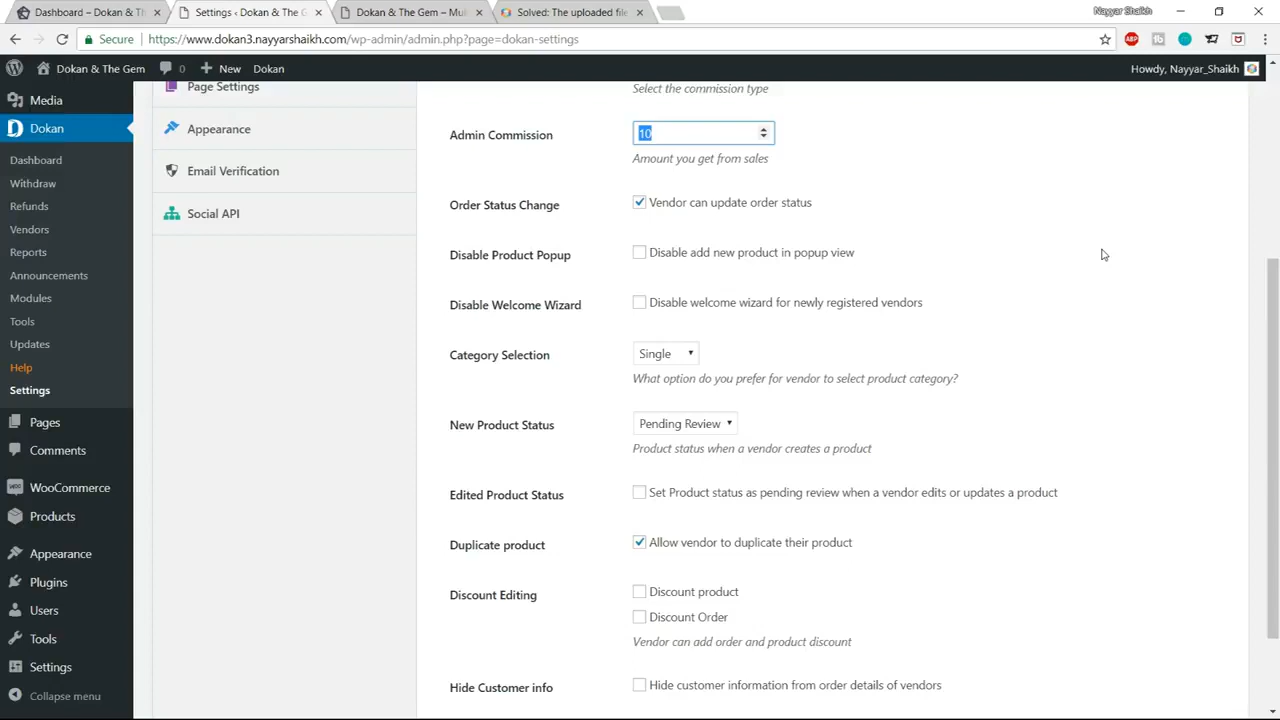 Dashboard – Dokan & Th
Settings ‹ Dokan & The G
Dokan & The Gem – Mul
Solved: The uploaded file
Nayyar Shaikh
Secure
https://www.dokan3.nayyarshaikh.com/wp-admin/admin.php?page=dokan-settings
ABP
Dokan & The Gem
0
New
Dokan
Howdy, Nayyar_Shaikh
Media
Dokan
Dashboard
Withdraw
Refunds
Vendors
Reports
Announcements
Modules
Tools
Updates
Help
Settings
Pages
Comments
WooCommerce
Products
Appearance
Plugins
Users
Tools
Settings
Collapse menu
Page Settings
Appearance
Email Verification
Social API
Select the commission type
Admin Commission
10
Amount you get from sales
Order Status Change
Vendor can update order status
Disable Product Popup
Disable add new product in popup view
Disable Welcome Wizard
Disable welcome wizard for newly registered vendors
Category Selection
Single
What option do you prefer for vendor to select product category?
New Product Status
Pending Review
Product status when a vendor creates a product
Edited Product Status
Set Product status as pending review when a vendor edits or updates a product
Duplicate product
Allow vendor to duplicate their product
Discount Editing
Discount product
Discount Order
Vendor can add order and product discount
Hide Customer info
Hide customer information from order details of vendors